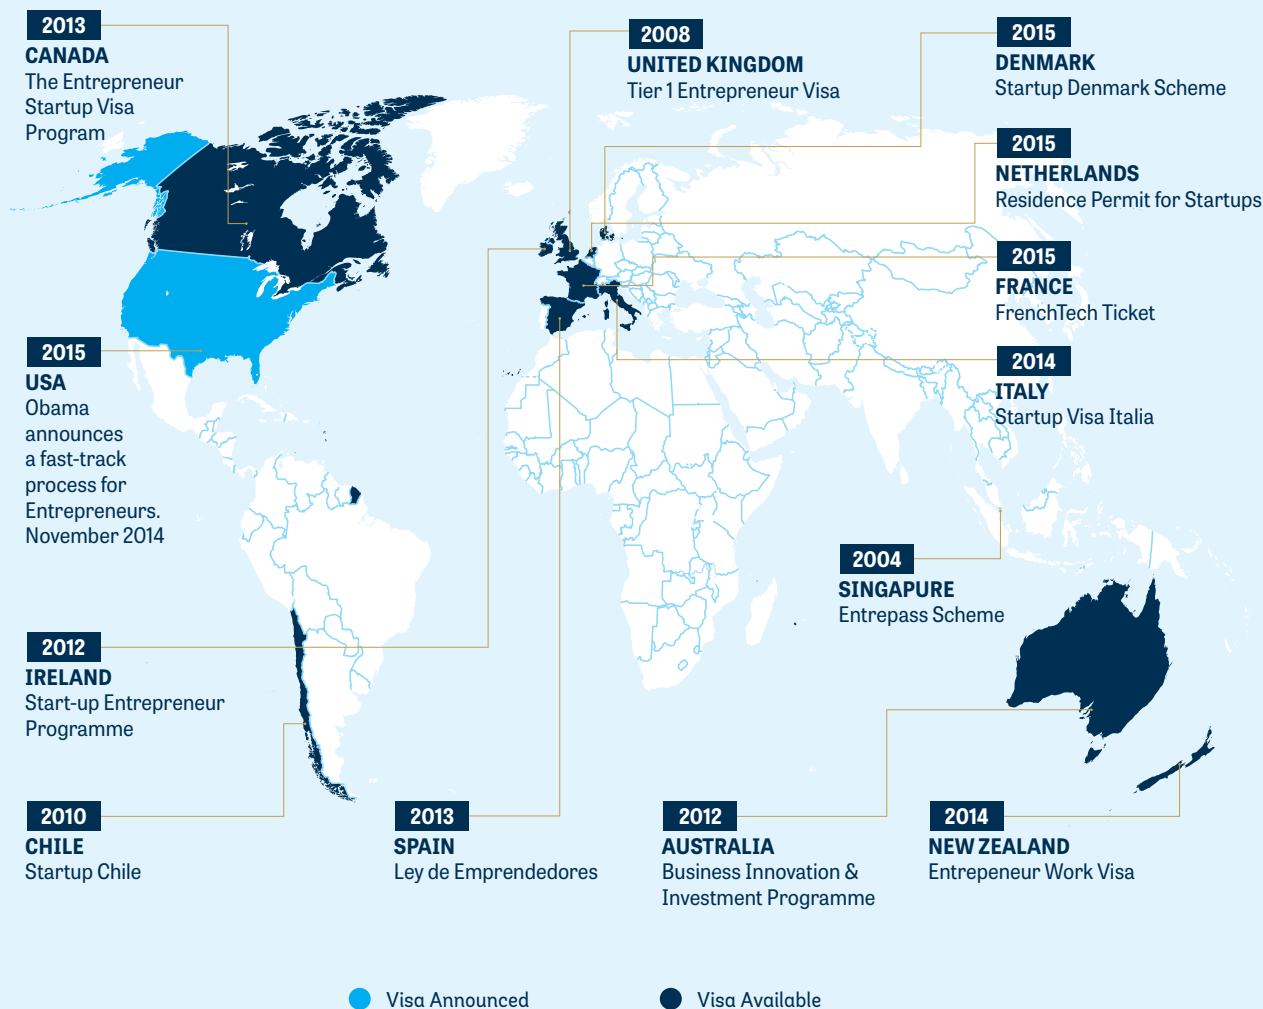 2013
CANADA
The Entrepreneur
Startup Visa
Program
2008
UNITED KINGDOM
Tier 1 Entrepreneur Visa
2015
DENMARK
Startup Denmark Scheme
2015
NETHERLANDS
Residence Permit for Startups
2015
FRANCE
FrenchTech Ticket
2014
ITALY
Startup Visa Italia
2015
USA
Obama
announces
a fast-track
process for
Entrepreneurs.
November 2014
2004
SINGAPURE
Entrepass Scheme
2012
IRELAND
Start-up Entrepreneur
Programme
2010
CHILE
Startup Chile
2013
SPAIN
Ley de Emprendedores
2012
AUSTRALIA
Business Innovation &
Investment Programme
2014
NEW ZEALAND
Entrepeneur Work Visa
Visa Announced
Visa Available